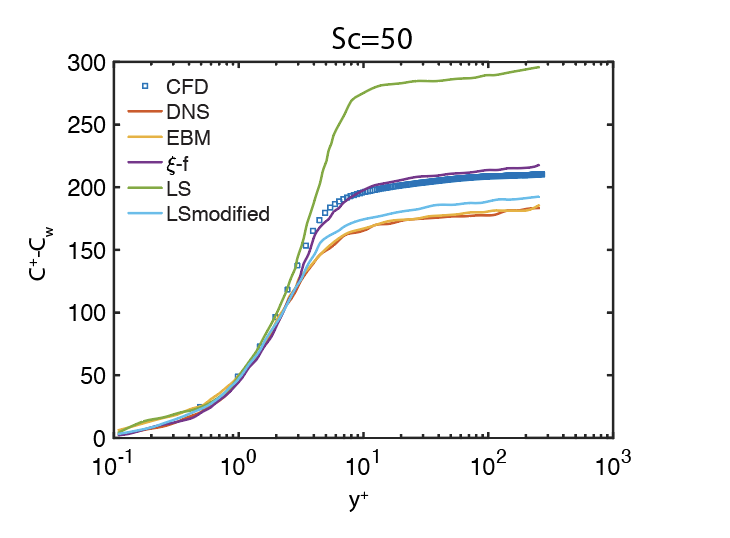 Sc=50
300
250
200
150
100
50
0
CFD
DNS
EBM
ξ-f
LS
LSmodified
C⁺-C_w
10⁻¹ 10⁰ 10¹ 10² 10³
y⁺